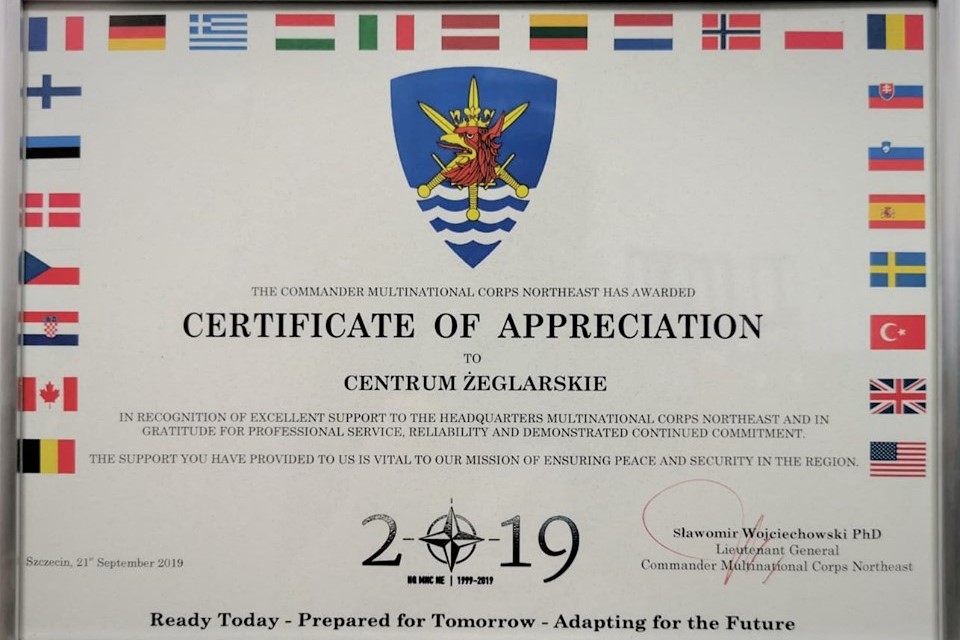 THE COMMANDER MULTINATIONAL CORPS NORTHEAST HAS AWARDED
CERTIFICATE OF APPRECIATION
TO
CENTRUM ŻEGLARSKIE
IN RECOGNITION OF EXCELLENT SUPPORT TO THE HEADQUARTERS MULTINATIONAL CORPS NORTHEAST AND IN
GRATITUDE FOR PROFESSIONAL SERVICE, RELIABILITY AND DEMONSTRATED CONTINUED COMMITMENT.
THE SUPPORT YOU HAVE PROVIDED TO US IS VITAL TO OUR MISSION OF ENSURING PEACE AND SECURITY IN THE REGION.
2019
HQ MNC NE | 1999-2019
Szczecin, 21st September 2019
Sławomir Wojciechowski PhD
Lieutenant General
Commander Multinational Corps Northeast
Ready Today - Prepared for Tomorrow - Adapting for the Future